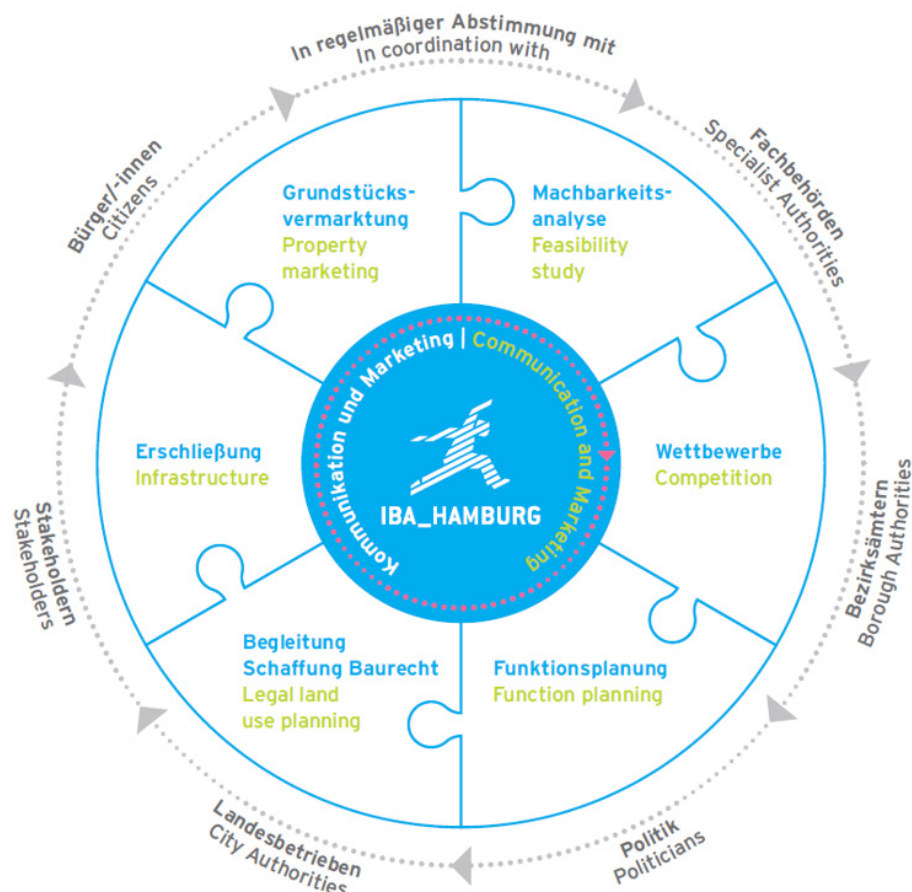 In regelmäßiger Abstimmung mit
In coordination with
Fachbehörden
Specialist Authorities
Bezirksämtern
Borough Authorities
Politik
Politicians
Landesbetrieben
City Authorities
Stakeholdern
Stakeholders
Bürger/-innen
Citizens
Grundstücks-
vermarktung
Property
marketing
Machbarkeits-
analyse
Feasibility
study
Wettbewerbe
Competition
Funktionsplanung
Function planning
Begleitung
Schaffung Baurecht
Legal land
use planning
Erschließung
Infrastructure
Kommunikation und Marketing | Communication and Marketing
IBA_HAMBURG